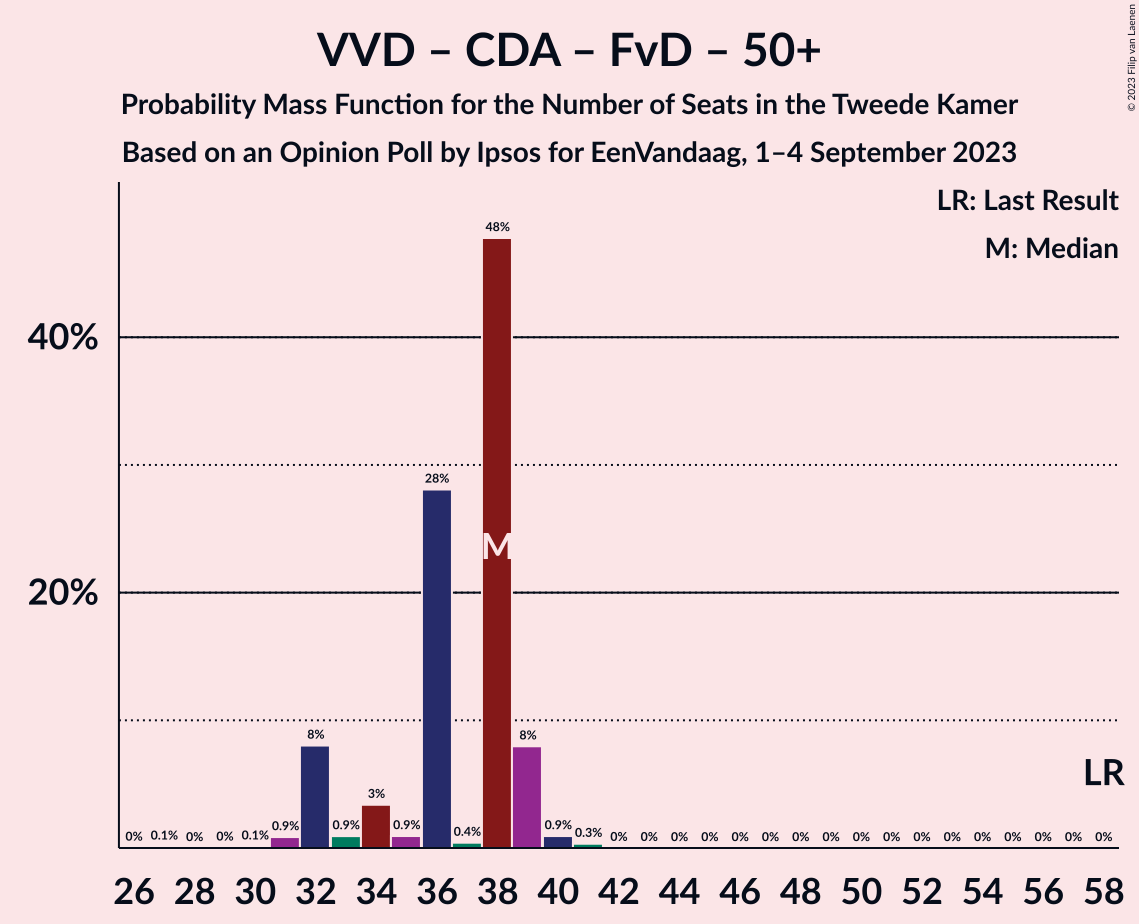 VVD – CDA – FvD – 50+
Probability Mass Function for the Number of Seats in the Tweede Kamer
Based on an Opinion Poll by Ipsos for EenVandaag, 1–4 September 2023
© 2023 Filip van Laenen
LR: Last Result
M: Median
40%
20%
48%
28%
8%
8%
3%
0% 0.1% 0% 0% 0.1% 0.9% 0.9% 0.9% 0.4% 0.9% 0.3% 0% 0% 0% 0% 0% 0% 0% 0% 0% 0% 0% 0% 0% 0% 0% 0% 0%
M
LR
26 28 30 32 34 36 38 40 42 44 46 48 50 52 54 56 58